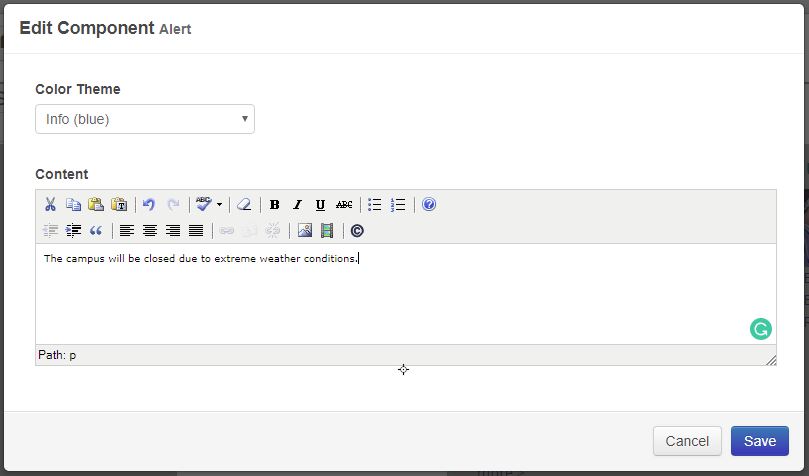 Edit Component Alert
Color Theme
Info (blue)
Content
ABC
B I U ABC
The campus will be closed due to extreme weather conditions.
Path: p
Cancel Save